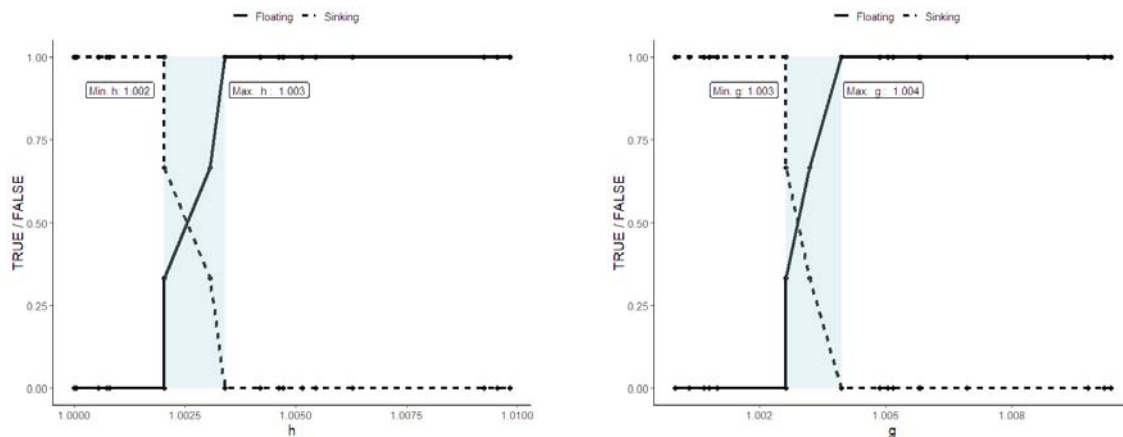 Floating Sinking
1.00
0.75
0.50
0.25
0.00
TRUE / FALSE
Min. h: 1.002
Max. h : 1.003
1.0000 1.0025 1.0050 1.0075 1.0100
h
Floating Sinking
1.00
0.75
0.50
0.25
0.00
TRUE / FALSE
Min. g: 1.003
Max. g : 1.004
1.002 1.005 1.008
g